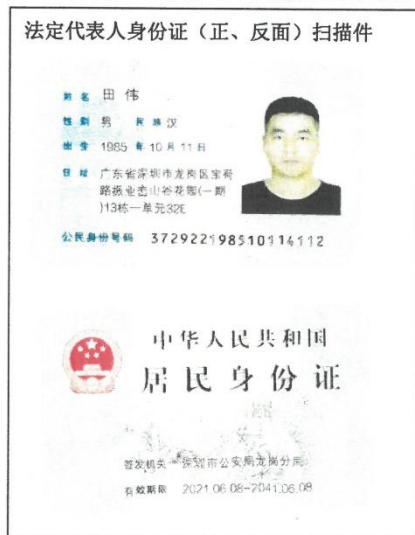 法定代表人身份证（正、反面）扫描件
姓名 田伟
性别 男 民族 汉
出生 1985 年 10 月 11 日
住址 广东省深圳市龙岗区宝荷
路振业峦山谷花园(一期
)13栋一单元32E
公民身份号码 372922198510114112
中华人民共和国
居民身份证
签发机关 深圳市公安局龙岗分局
有效期限 2021.06.08-2041.06.08